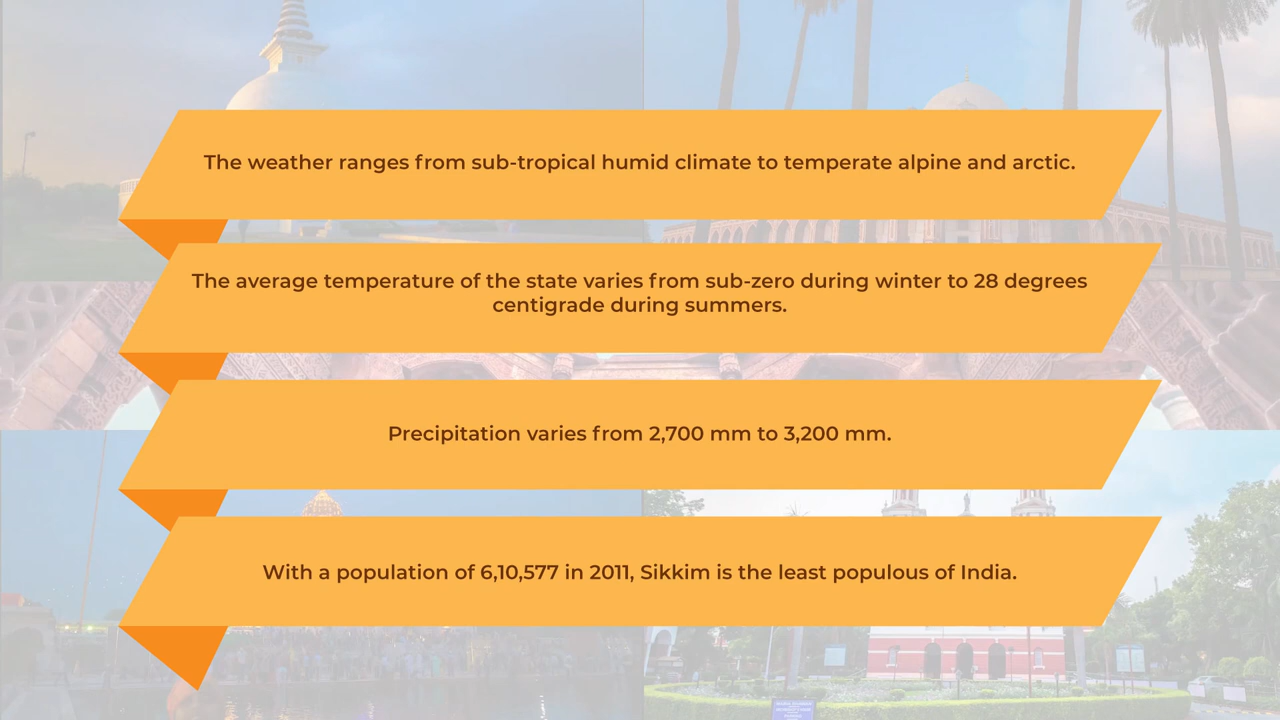 The weather ranges from sub-tropical humid climate to temperate alpine and arctic.
The average temperature of the state varies from sub-zero during winter to 28 degrees
centigrade during summers.
Precipitation varies from 2,700 mm to 3,200 mm.
With a population of 6,10,577 in 2011, Sikkim is the least populous of India.